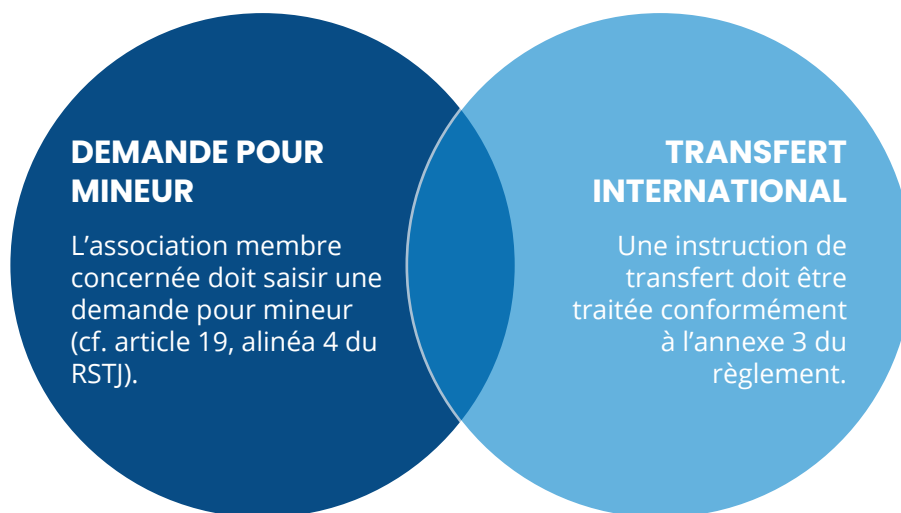 DEMANDE POUR
MINEUR
L'association membre
concernée doit saisir une
demande pour mineur
(cf. article 19, alinéa 4 du
RSTJ).
TRANSFERT
INTERNATIONAL
Une instruction de
transfert doit être
traitée conformément
à l'annexe 3 du
règlement.